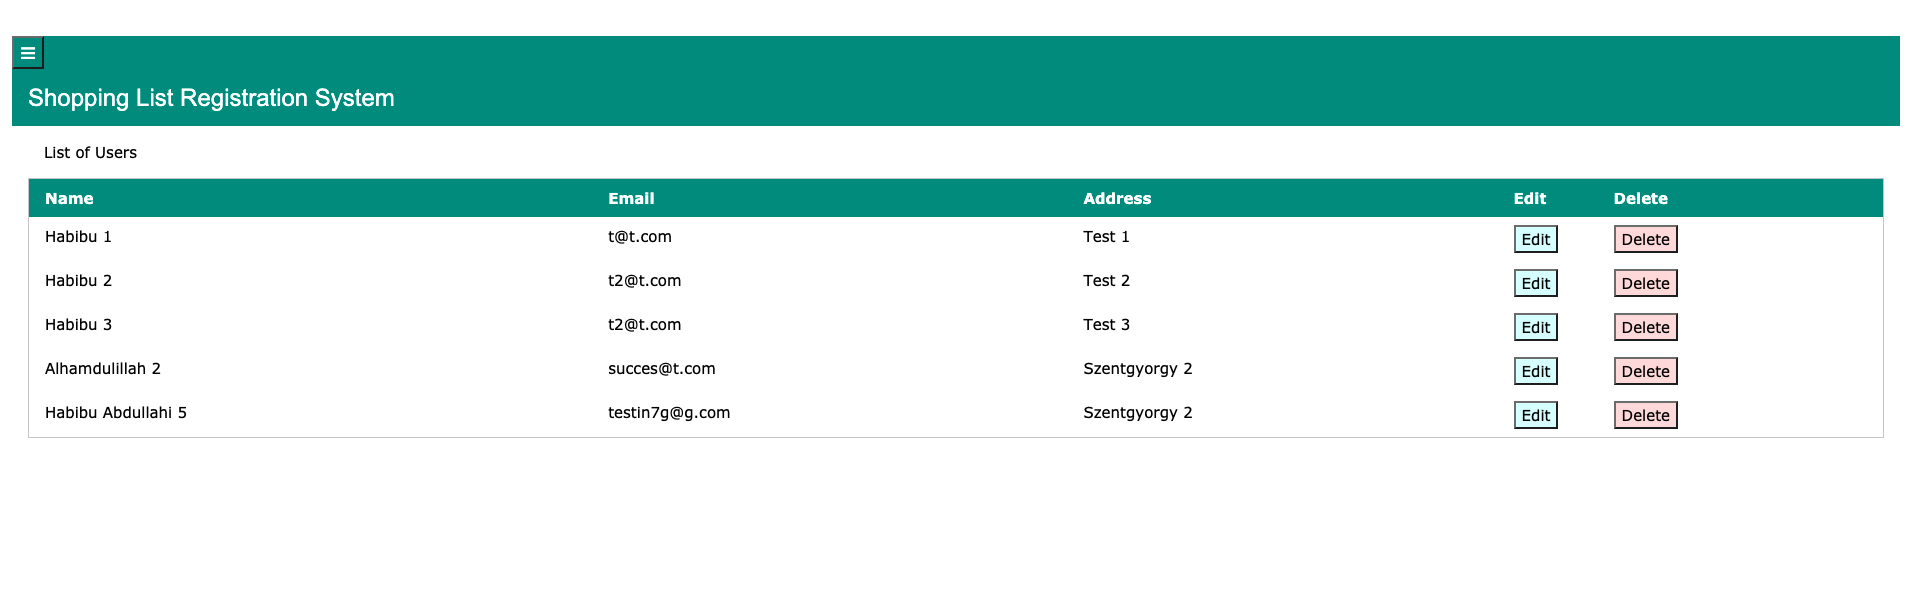 Shopping List Registration System
List of Users
Name Email Address Edit Delete
Habibu 1 t@t.com Test 1 Edit Delete
Habibu 2 t2@t.com Test 2 Edit Delete
Habibu 3 t2@t.com Test 3 Edit Delete
Alhamdulillah 2 succes@t.com Szentgyorgy 2 Edit Delete
Habibu Abdullahi 5 testin7g@g.com Szentgyorgy 2 Edit Delete